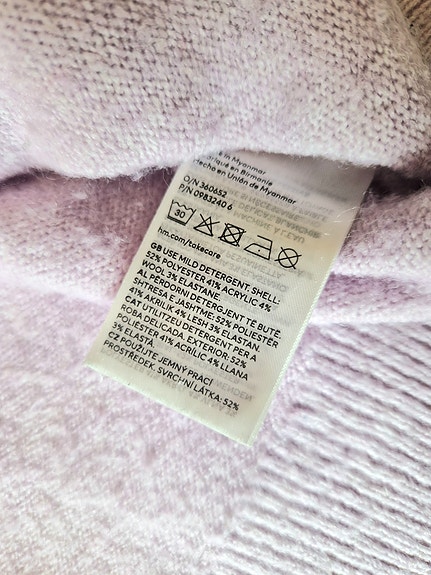 in Myanmar
Fabriqué en Birmanie
Hecho en Unión de Myanmar
O/N 360652
P/N 0983240 6
30
hm.com/takecare
GB USE MILD DETERGENT. SHELL:
52% POLYESTER 41% ACRYLIC 4%
WOOL 3% ELASTANE.
AL PËRDORNI DETERGJENT TË BUTË.
SHTRESA E JASHTME: 52% POLIESTËR
41% AKRILIK 4% LESH 3% ELASTAN.
CAT UTILITZEU DETERGENT PER A
ROBA DELICADA. EXTERIOR: 52%
POLIÈSTER 41% ACRÍLIC 4% LLANA
3% ELASTÀ.
CZ POUŽIJTE JEMNÝ PRACÍ
PROSTŘEDEK. SVRCHNÍ LÁTKA: 52%